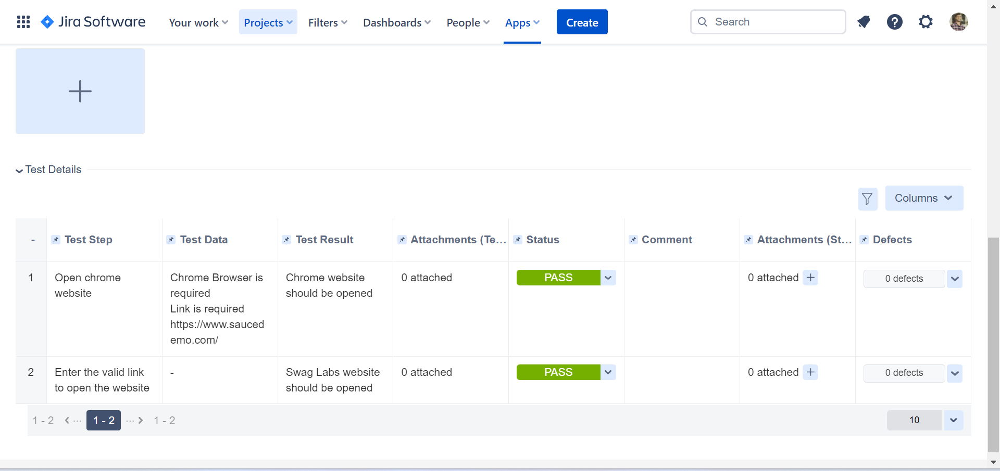 Jira Software Your work Projects Filters Dashboards People Apps Create Search
Test Details
Columns
- Test Step Test Data Test Result Attachments (Te... Status Comment Attachments (St... Defects
1 Open chrome Chrome Browser is Chrome website 0 attached PASS 0 attached 0 defects
website required should be opened
Link is required
https://www.sauced
emo.com/
2 Enter the valid link - Swag Labs website 0 attached PASS 0 attached 0 defects
to open the website should be opened
1 - 2 ... 1 - 2 ... 1 - 2 10